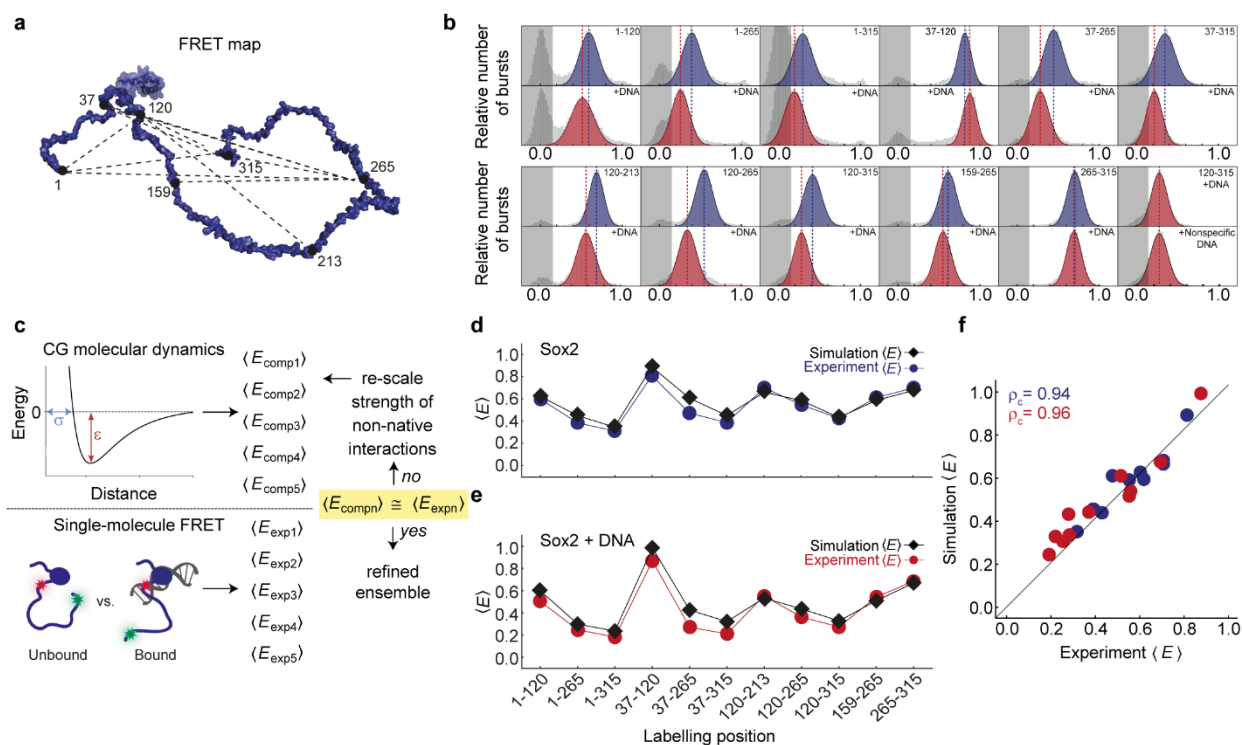 a
FRET map
37
120
1
315
159
265
213
b
Relative number
of bursts
1-120
1-265
1-315
37-120
37-265
37-315
+DNA
+DNA
+DNA
+DNA
+DNA
+DNA
0.0 1.0 0.0 1.0 0.0 1.0 0.0 1.0 0.0 1.0 0.0 1.0
Relative number
of bursts
120-213
120-265
120-315
159-265
265-315
120-315
+DNA
+DNA
+DNA
+DNA
+DNA
+DNA
+Nonspecific
DNA
0.0 1.0 0.0 1.0 0.0 1.0 0.0 1.0 0.0 1.0 0.0 1.0
c
CG molecular dynamics
Energy
0
σ
ε
Distance
⟨Ecomp1⟩
⟨Ecomp2⟩
⟨Ecomp3⟩
⟨Ecomp4⟩
⟨Ecomp5⟩
re-scale
strength of
non-native
interactions
no
⟨Ecompn⟩ ≅ ⟨Eexpn⟩
yes
refined
ensemble
Single-molecule FRET
vs.
Unbound
Bound
⟨Eexp1⟩
⟨Eexp2⟩
⟨Eexp3⟩
⟨Eexp4⟩
⟨Eexp5⟩
d
Sox2
Simulation ⟨E⟩
Experiment ⟨E⟩
⟨E⟩
1.0
0.8
0.6
0.4
0.2
0.0
e
Sox2 + DNA
Simulation ⟨E⟩
Experiment ⟨E⟩
⟨E⟩
1.0
0.8
0.6
0.4
0.2
0.0
1-120
1-265
1-315
37-120
37-265
37-315
120-213
120-265
120-315
159-265
265-315
Labelling position
f
ρc = 0.94
ρc = 0.96
Simulation ⟨E⟩
1.0
0.8
0.6
0.4
0.2
0.0
0.0 0.2 0.4 0.6 0.8 1.0
Experiment ⟨E⟩